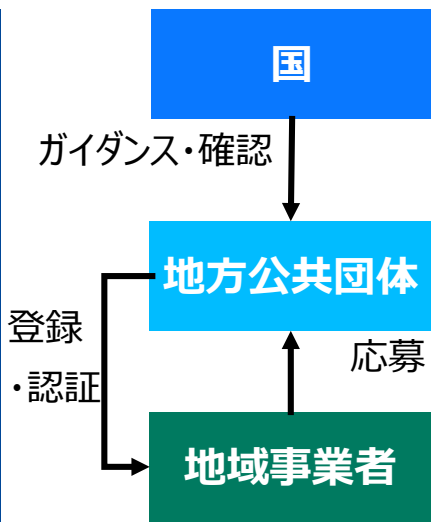 国
ガイダンス・確認
地方公共団体
登録
・認証
応募
地域事業者